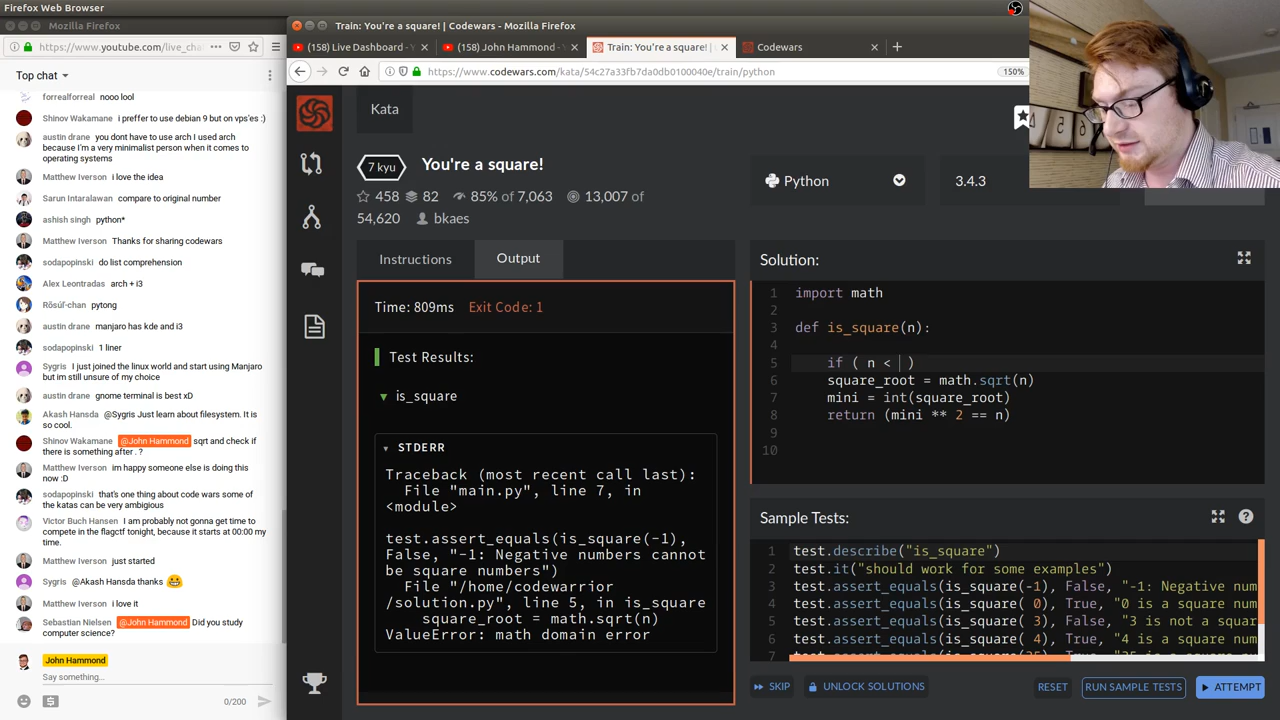 Firefox Web Browser
Mozilla Firefox
https://www.youtube.com/live_cha
Top chat
forrealforreal nooo lool
Shinov Wakamane i preffer to use debian 9 but on vps'es :)
austin drane you dont have to use arch I used arch
because I'm a very minimalist person when it comes to
operating systems
Matthew Iverson i love the idea
Sarun Intaralawan compare to original number
ashish singh python*
Matthew Iverson Thanks for sharing codewars
sodapopinski do list comprehension
Alex Leontradas arch + i3
Rôsúľ-chan pytong
austin drane manjaro has kde and i3
sodapopinski 1 liner
Sygris I just joined the linux world and start using Manjaro
but im still unsure of my choice
austin drane gnome terminal is best xD
Akash Hansda @Sygris Just learn about filesystem. It is
so cool.
Shinov Wakamane @John Hammond sqrt and check if
there is something after . ?
Matthew Iverson im happy someone else is doing this
now :D
sodapopinski that's one thing about code wars some of
the katas can be very ambigious
Victor Buch Hansen I am probably not gonna get time to
compete in the flagctf tonight, because it starts at 00:00 my
time.
Matthew Iverson just started
Sygris @Akash Hansda thanks
Matthew Iverson i love it
Sebastian Nielsen @John Hammond Did you study
computer science?
John Hammond
Say something...
0/200
Train: You're a square! | Codewars - Mozilla Firefox
(158) Live Dashboard - Y
(158) John Hammond - Y
Train: You're a square! | C
Codewars
https://www.codewars.com/kata/54c27a33fb7da0db0100040e/train/python
150%
Kata
7 kyu
You're a square!
458 82 85% of 7,063 13,007 of
54,620 bkaes
Python
3.4.3
Instructions
Output
Time: 809ms Exit Code: 1
Test Results:
is_square
STDERR
Traceback (most recent call last):
File "main.py", line 7, in
<module>
test.assert_equals(is_square(-1),
False, "-1: Negative numbers cannot
be square numbers")
File "/home/codewarrior
/solution.py", line 5, in is_square
square_root = math.sqrt(n)
ValueError: math domain error
Solution:
1 import math
2
3 def is_square(n):
4
5 if ( n < )
6 square_root = math.sqrt(n)
7 mini = int(square_root)
8 return (mini ** 2 == n)
9
10
Sample Tests:
1 test.describe("is_square")
2 test.it("should work for some examples")
3 test.assert_equals(is_square(-1), False, "-1: Negative num
4 test.assert_equals(is_square( 0), True, "0 is a square num
5 test.assert_equals(is_square( 3), False, "3 is not a squar
6 test.assert_equals(is_square( 4), True, "4 is a square num
7
SKIP
UNLOCK SOLUTIONS
RESET
RUN SAMPLE TESTS
ATTEMPT